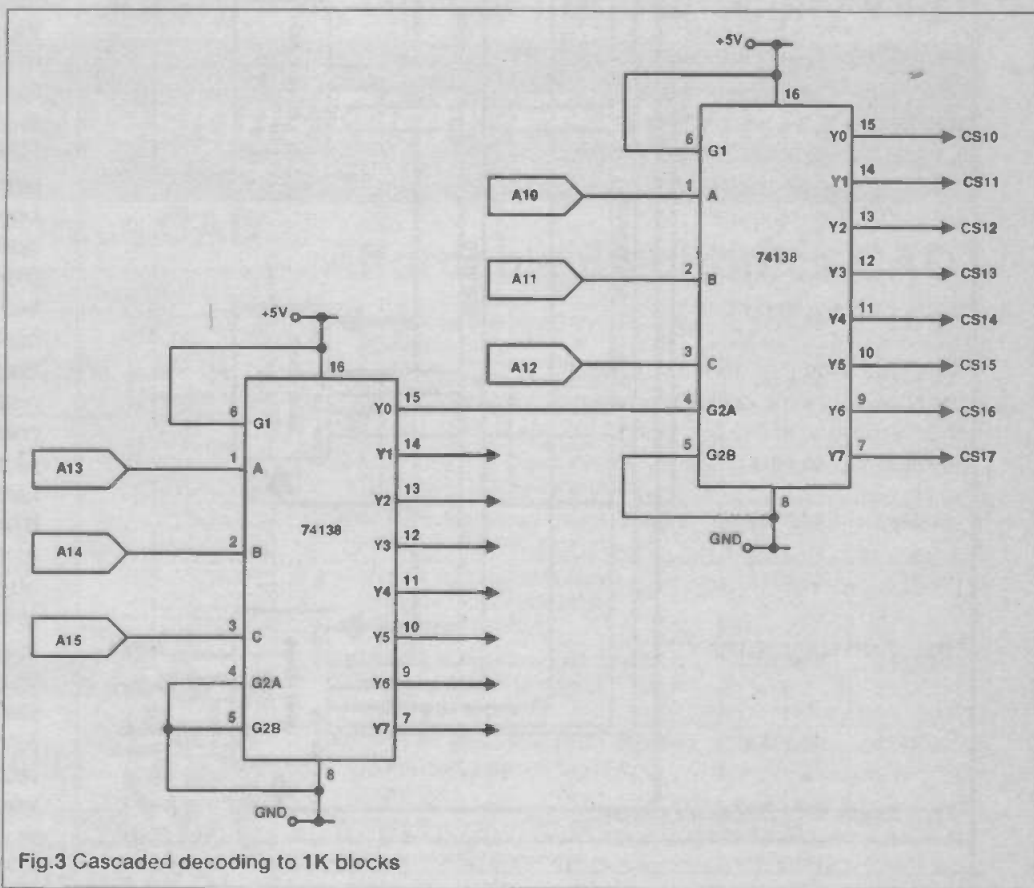 +5V
16
6
G1
Y0
15
CS10
A10
1
A
Y1
14
CS11
Y2
13
CS12
A11
2
B
74138
Y3
12
CS13
Y4
11
CS14
A12
3
C
Y5
10
CS15
4
G2A
Y6
9
CS16
5
G2B
Y7
7
CS17
8
GND
+5V
16
6
G1
Y0
15
A13
1
A
Y1
14
Y2
13
A14
2
B
74138
Y3
12
Y4
11
A15
3
C
Y5
10
4
G2A
Y6
9
5
G2B
Y7
7
8
GND
Fig.3 Cascaded decoding to 1K blocks